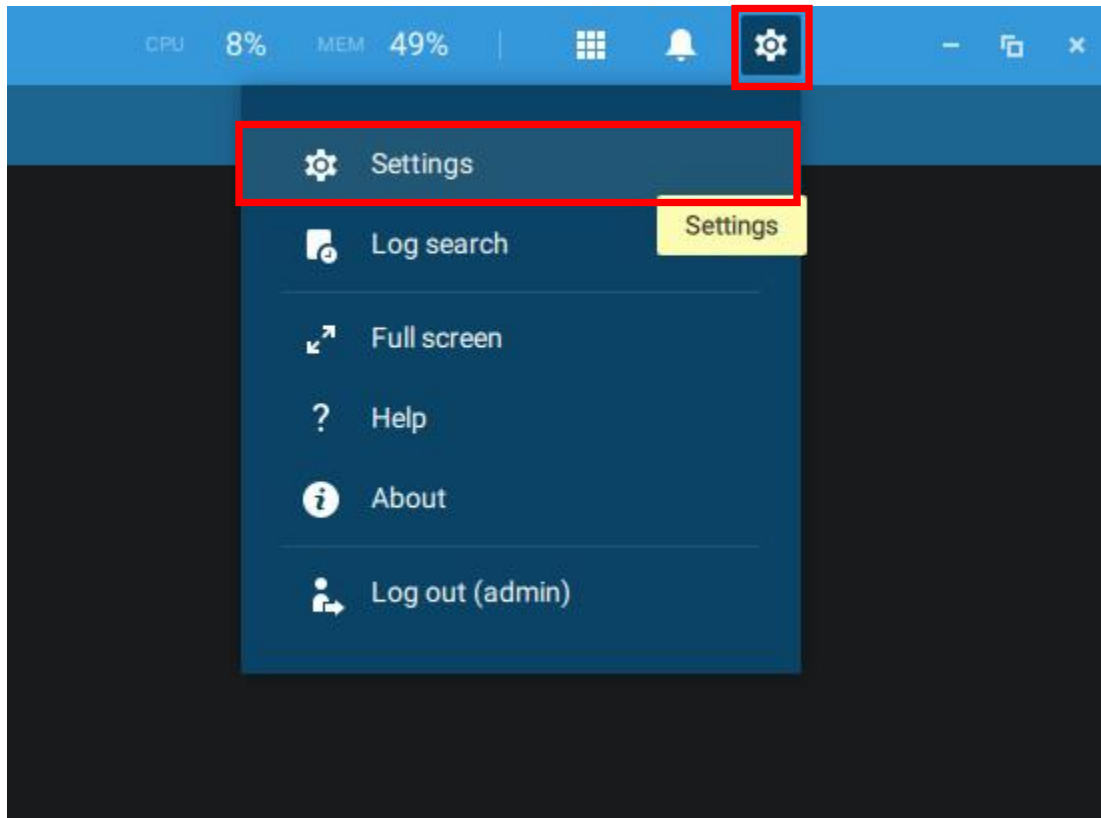 CPU 8% MEM 49%
Settings
Settings
Log search
Full screen
? Help
About
Log out (admin)